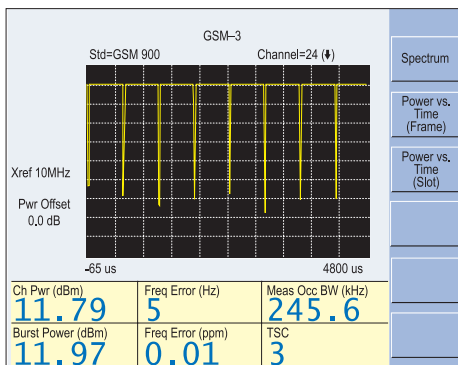 GSM–3
Std=GSM 900 Channel=24 (⬇)
Spectrum
Power vs.
Time
(Frame)
Power vs.
Time
(Slot)
Xref 10MHz
Pwr Offset
0.0 dB
-65 us 4800 us
Ch Pwr (dBm) Freq Error (Hz) Meas Occ BW (kHz)
11.79 5 245.6
Burst Power (dBm) Freq Error (ppm) TSC
11.97 0.01 3